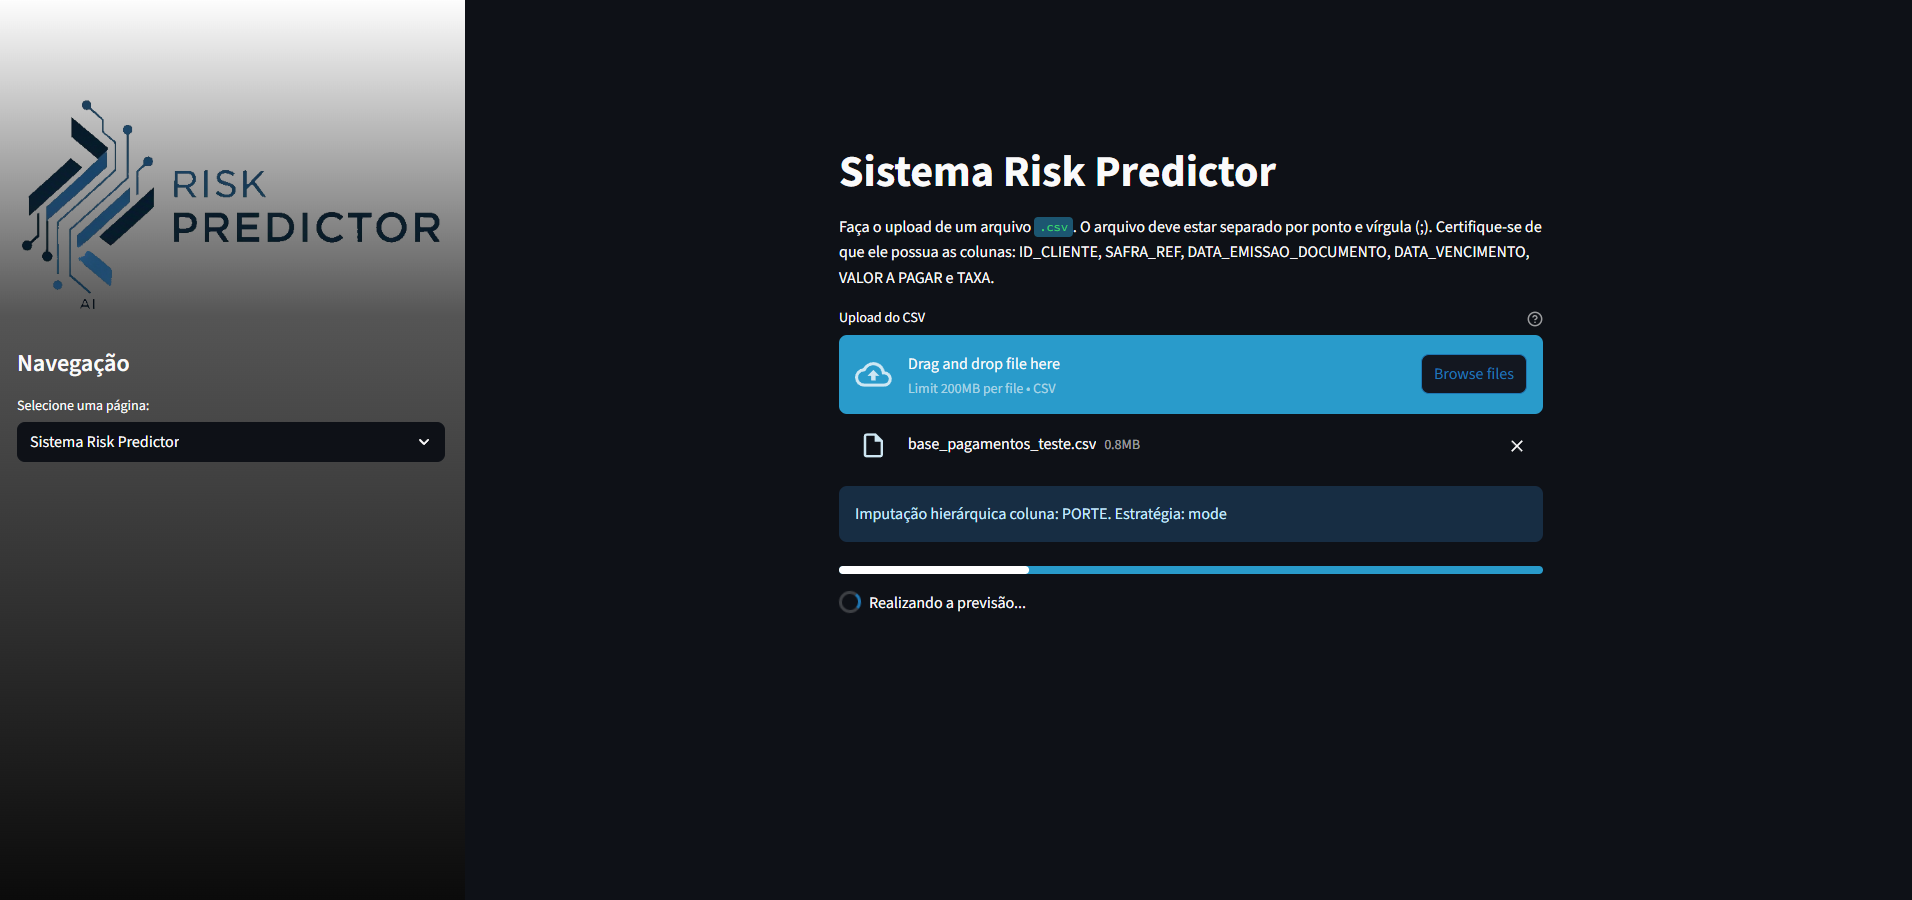 RISK
PREDICTOR
AI
Navegação
Selecione uma página:
Sistema Risk Predictor
Sistema Risk Predictor
Faça o upload de um arquivo .csv. O arquivo deve estar separado por ponto e vírgula (;). Certifique-se de
que ele possua as colunas: ID_CLIENTE, SAFRA_REF, DATA_EMISSAO_DOCUMENTO, DATA_VENCIMENTO,
VALOR A PAGAR e TAXA.
Upload do CSV
Drag and drop file here
Limit 200MB per file • CSV
Browse files
base_pagamentos_teste.csv 0.8MB
Imputação hierárquica coluna: PORTE. Estratégia: mode
Realizando a previsão...